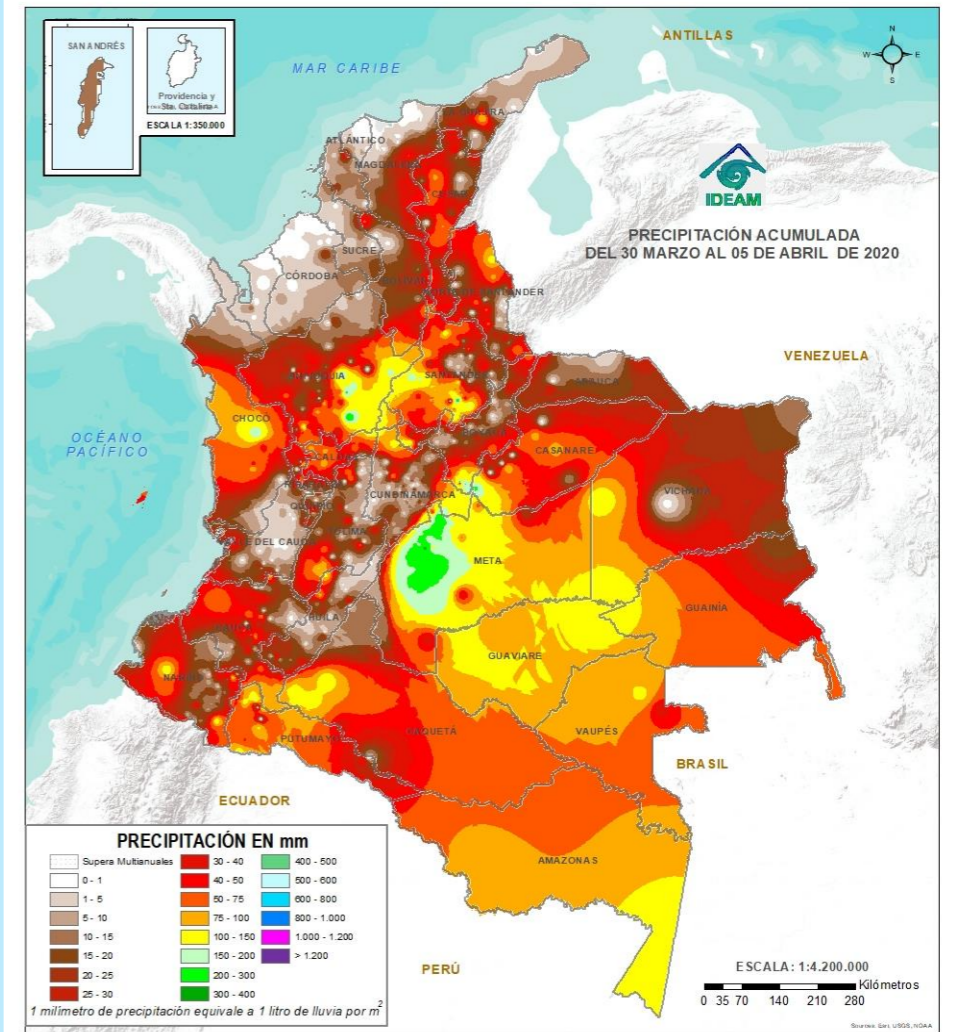 SAN ANDRÉS
Providencia y
Sta. Catalina
ESCALA 1:350.000
MAR CARIBE
ANTILLAS
N
W
E
S
IDEAM
PRECIPITACIÓN ACUMULADA
DEL 30 MARZO AL 05 DE ABRIL DE 2020
ATLÁNTICO
SUCRE
CÓRDOBA
VENEZUELA
CHOCÓ
OCÉANO
PACÍFICO
CASANARE
VICHADA
CUNDINAMARCA
META
GUAINÍA
HUILA
GUAVIARE
PUTUMAYO
CAQUETÁ
VAUPÉS
BRASIL
ECUADOR
AMAZONAS
PERÚ
PRECIPITACIÓN EN mm
Supera Multianuales
0 - 1
1 - 5
5 - 10
10 - 15
15 - 20
20 - 25
25 - 30
30 - 40
40 - 50
50 - 75
75 - 100
100 - 150
150 - 200
200 - 300
300 - 400
400 - 500
500 - 600
600 - 800
800 - 1.000
1.000 - 1.200
> 1.200
1 milímetro de precipitación equivale a 1 litro de lluvia por m²
ESCALA: 1:4.200.000
Kilómetros
0 35 70 140 210 280
Sources: Esri, USGS, NOAA